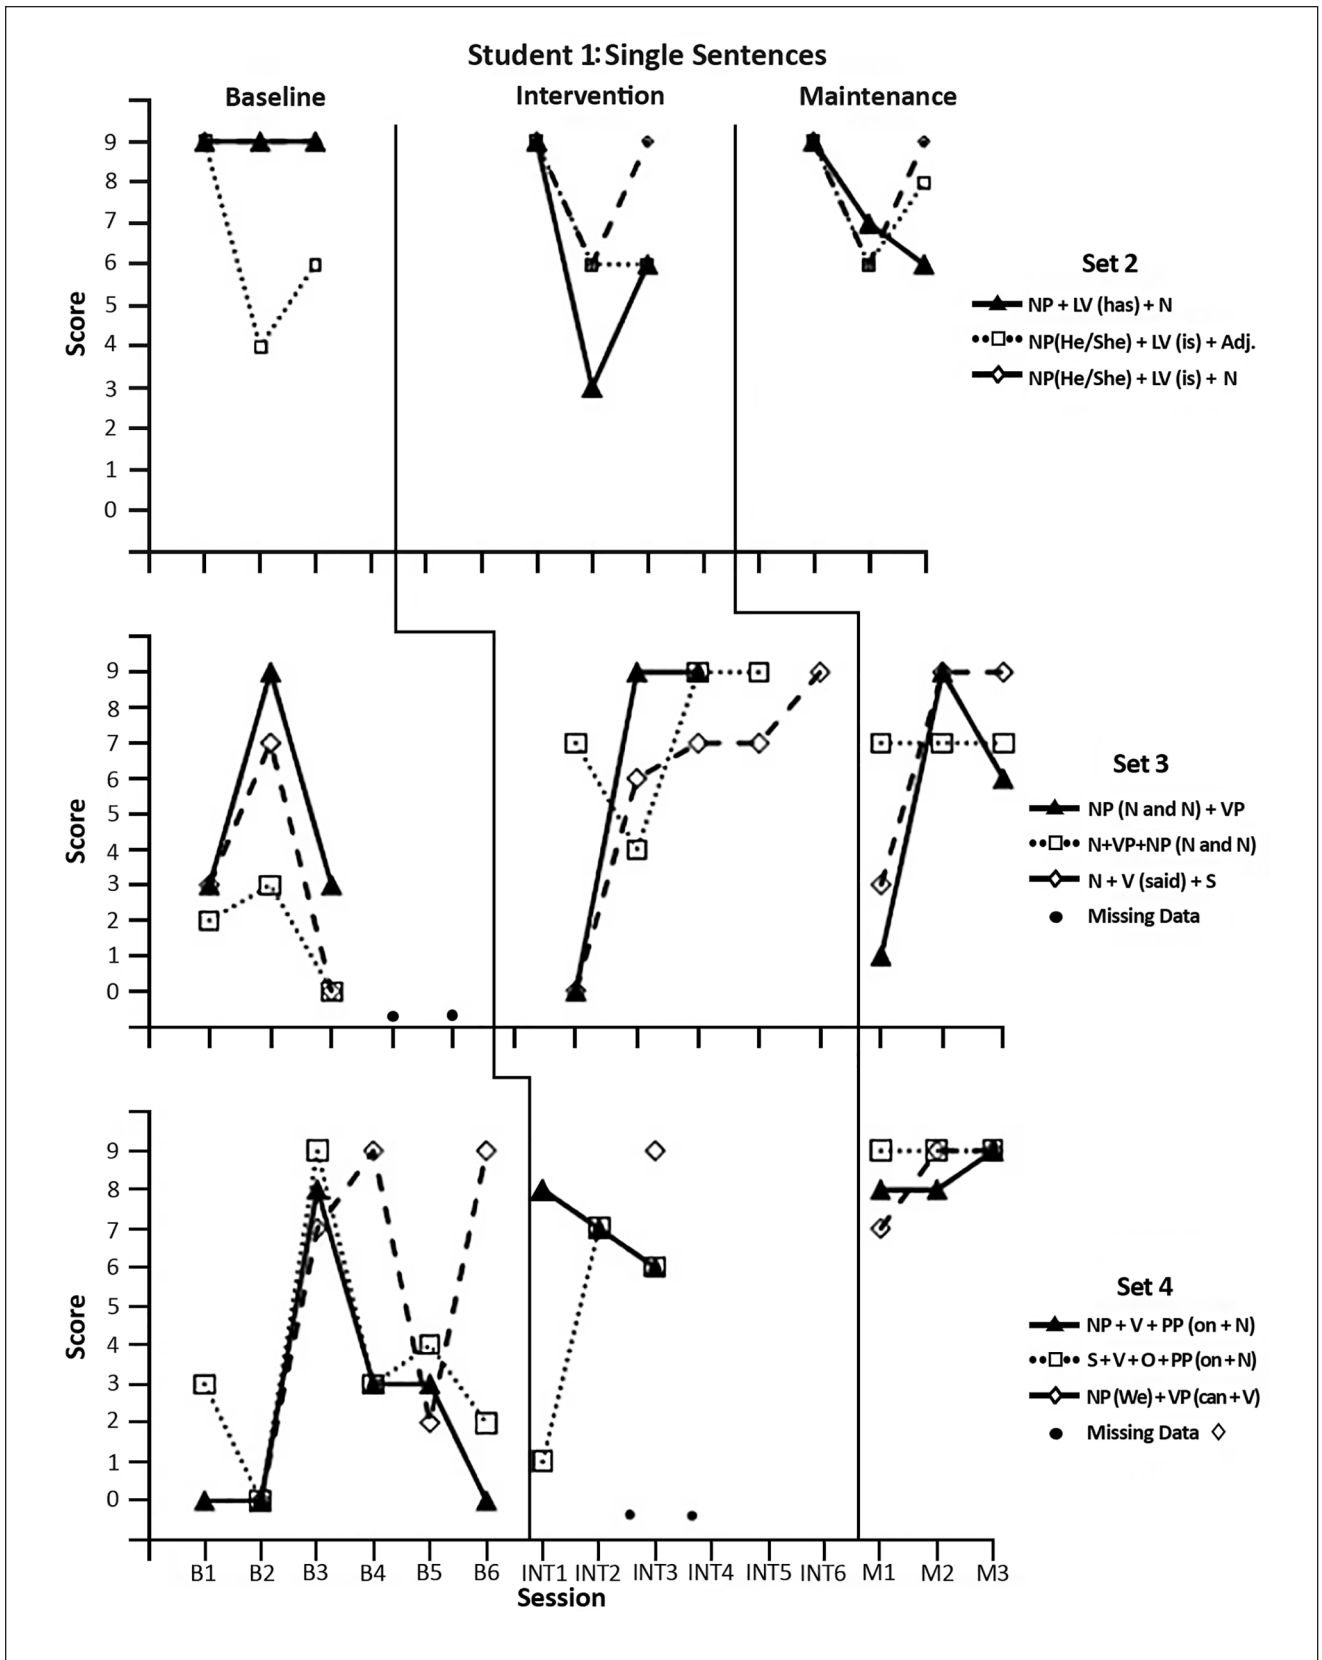 Student 1: Single Sentences
Baseline Intervention Maintenance
9
8
7
6
5
4
3
2
1
0
Score
Set 2
NP + LV (has) + N
NP(He/She) + LV (is) + Adj.
NP(He/She) + LV (is) + N
9
8
7
6
5
4
3
2
1
0
Score
Set 3
NP (N and N) + VP
N+VP+NP (N and N)
N + V (said) + S
Missing Data
9
8
7
6
5
4
3
2
1
0
Score
Set 4
NP + V + PP (on + N)
S + V + O + PP (on + N)
NP (We) + VP (can + V)
Missing Data
B1 B2 B3 B4 B5 B6 INT1 INT2 INT3 INT4 INT5 INT6 M1 M2 M3
Session